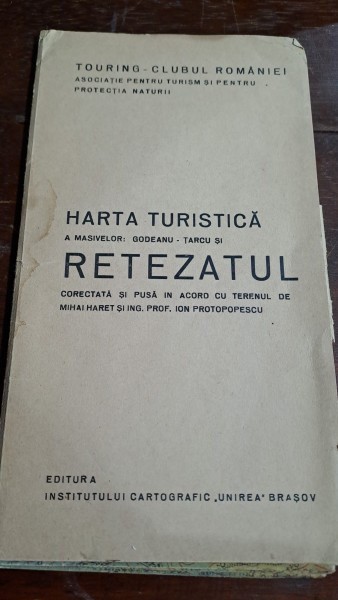 TOURING - CLUBUL ROMÂNIEI
ASOCIAȚIE PENTRU TURISM ȘI PENTRU
PROTECȚIA NATURII
HARTA TURISTICĂ
A MASIVELOR: GODEANU - ȚARCU ȘI
RETEZATUL
CORECTATĂ ȘI PUSĂ IN ACORD CU TERENUL DE
MIHAI HARET ȘI ING. PROF. ION PROTOPOPESCU
EDITURA
INSTITUTULUI CARTOGRAFIC „UNIREA" BRAȘOV